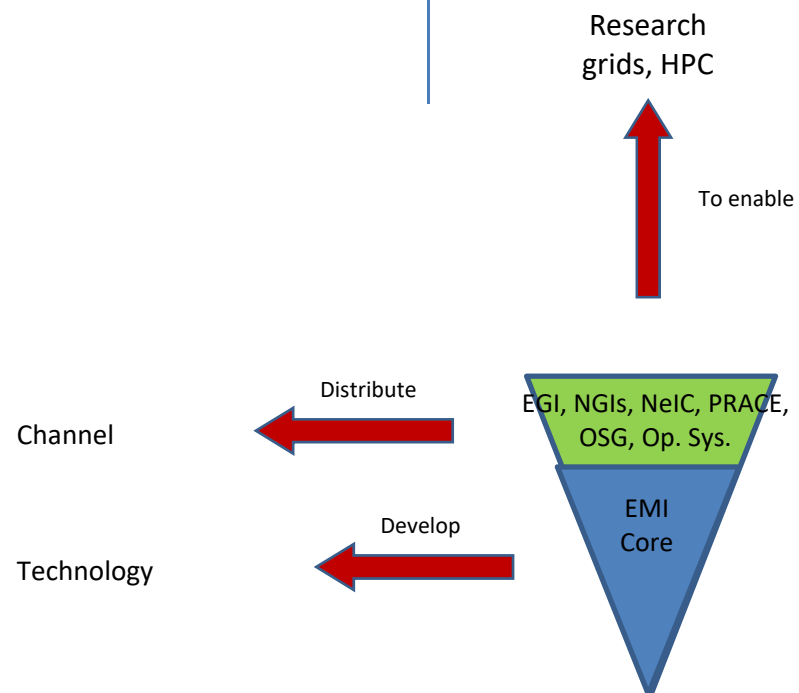 Research
grids, HPC
To enable
Distribute
EGI, NGIs, NeIC, PRACE,
OSG, Op. Sys.
Channel
EMI
Core
Develop
Technology